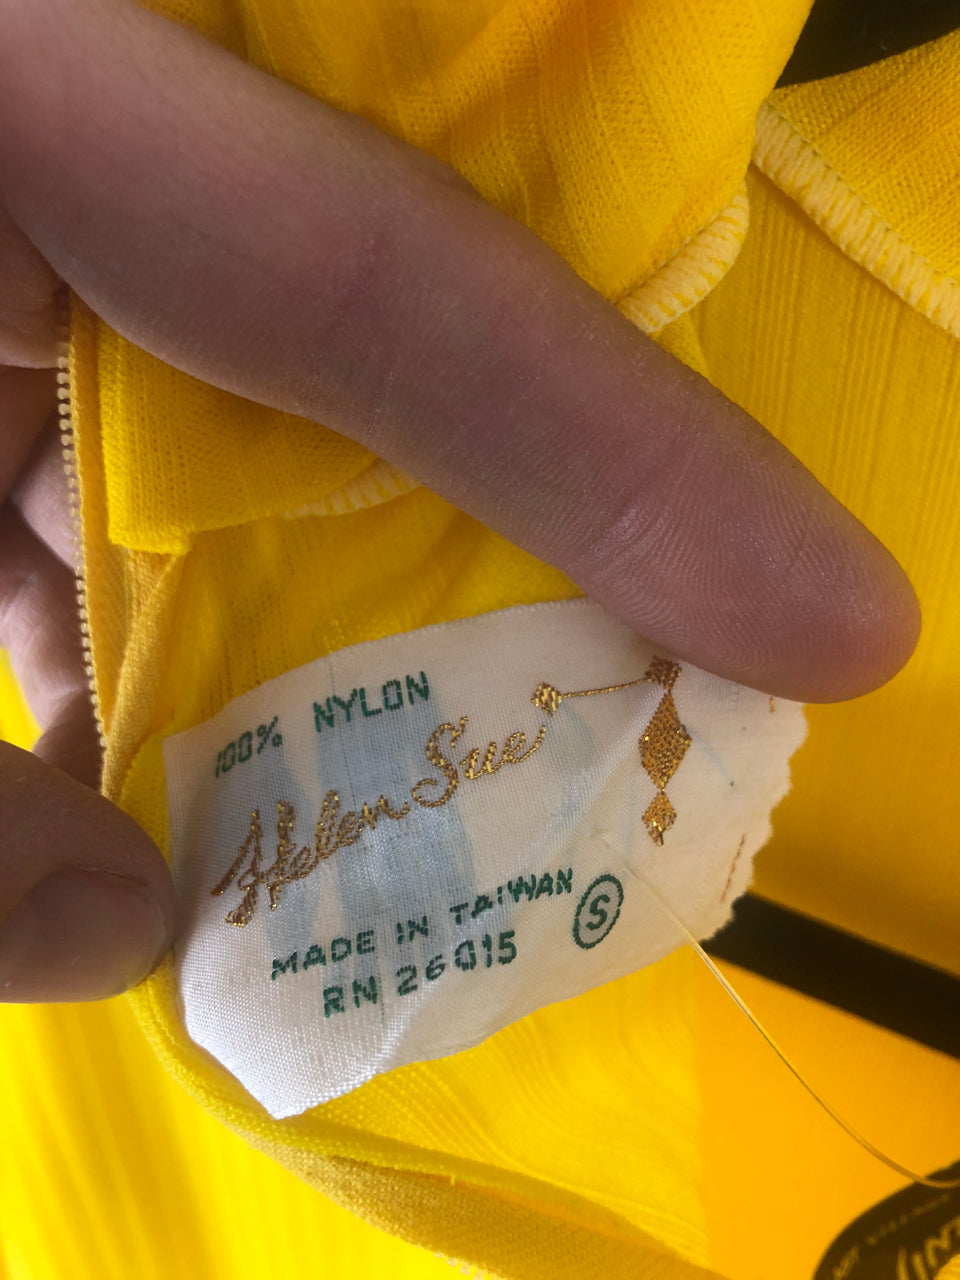 100% NYLON
Helen Sue
MADE IN TAIWAN
S
RN 26015